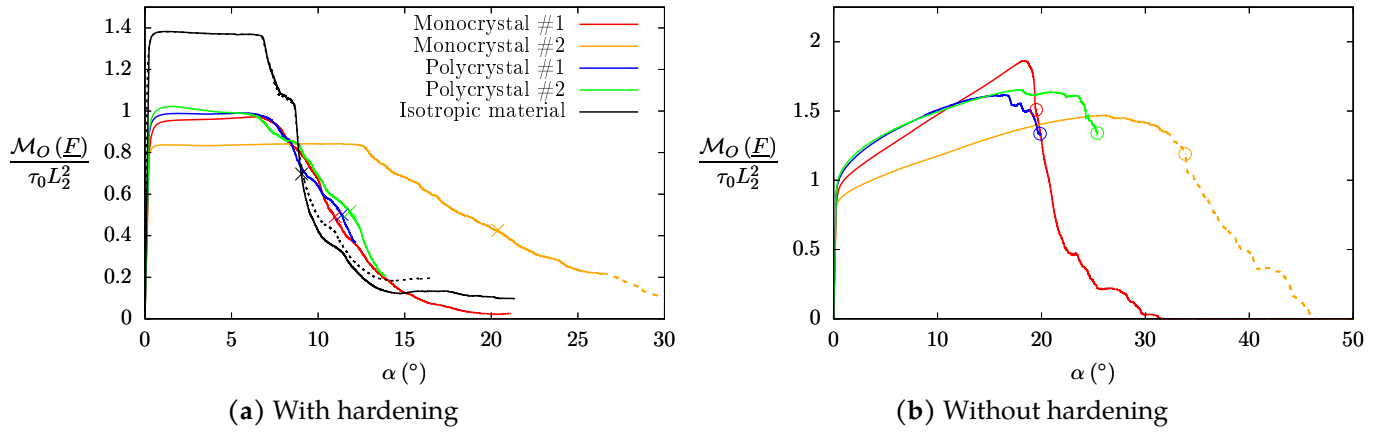 1.4
1.2
1
0.8
0.6
0.4
0.2
0
0 5 10 15 20 25 30
Monocrystal #1
Monocrystal #2
Polycrystal #1
Polycrystal #2
Isotropic material
M_O(F)
τ₀L₂²
α (°)
(a) With hardening
2
1.5
1
0.5
0
0 10 20 30 40 50
M_O(F)
τ₀L₂²
α (°)
(b) Without hardening